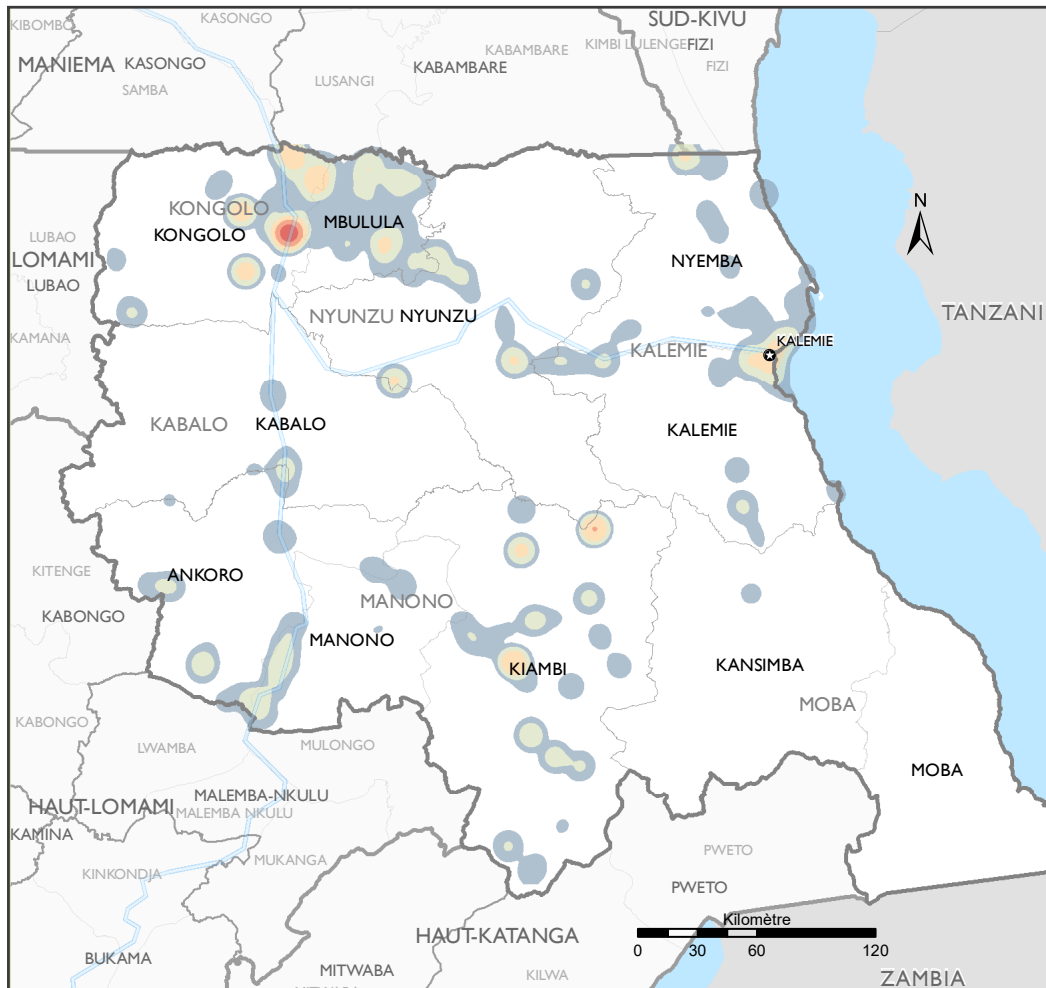 KIBOMBO
KASONGO
SUD-KIVU
KABAMBARE
KIMBI LULENGE
FIZI
MANIEMA
KASONGO
KABAMBARE
FIZI
LUSANGI
SAMBA
N
KONGOLO
MBULULA
KONGOLO
LUBAO
LOMAMI
NYEMBA
LUBAO
TANZANI
NYUNZU
NYUNZU
KAMANA
KALEMIE
KALEMIE
KABALO
KABALO
KALEMIE
KITENGE
ANKORO
MANONO
KABONGO
MANONO
KIAMBI
KANSIMBA
MOBA
KABONGO
LWAMBA
MULONGO
MOBA
MALEMBA-NKULU
HAUT-LOMAMI
MALEMBA NKULU
KAMINA
PWETO
MUKANGA
KINKONDJA
PWETO
Kilomètre
HAUT-KATANGA
0 30 60 120
BUKAMA
MITWABA
KILWA
ZAMBIA